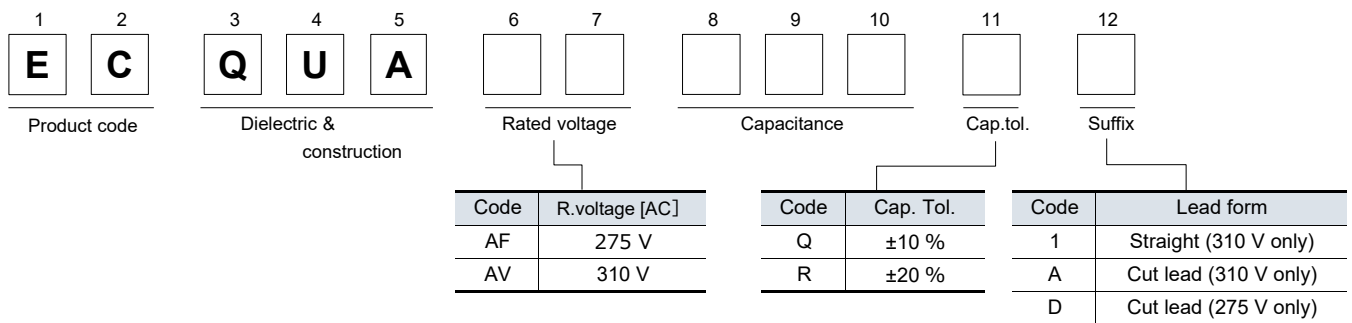 1 2 3 4 5 6 7 8 9 10 11 12
E C Q U A
Product code Dielectric & Rated voltage Capacitance Cap.tol. Suffix
construction
Code R.voltage [AC］ Code Cap. Tol. Code Lead form
AF 275 V Q ±10 % 1 Straight (310 V only)
AV 310 V R ±20 % A Cut lead (310 V only)
D Cut lead (275 V only)